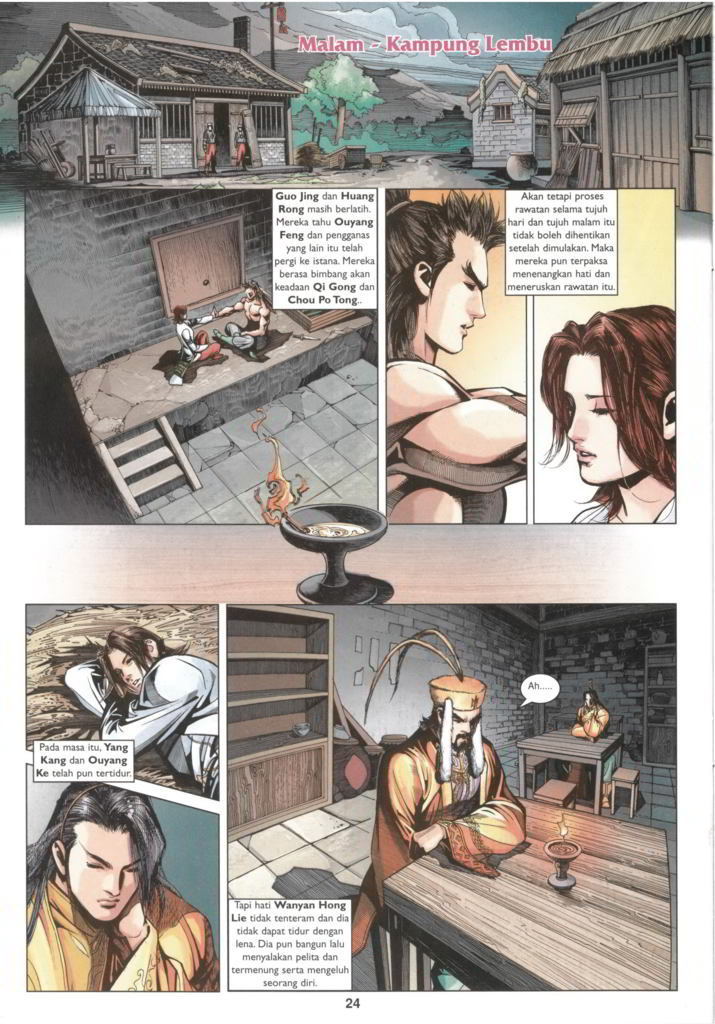 Malam - Kampung Lembu
Guo Jing dan Huang
Rong masih berlatih.
Mereka tahu Ouyang
Feng dan pengganas
yang lain itu telah
pergi ke istana. Mereka
berasa bimbang akan
keadaan Qi Gong dan
Chou Po Tong..
Akan tetapi proses
rawatan selama tujuh
hari dan tujuh malam itu
tidak boleh dihentikan
setelah dimulakan. Maka
mereka pun terpaksa
menenangkan hati dan
meneruskan rawatan itu.
Pada masa itu, Yang
Kang dan Ouyang
Ke telah pun tertidur.
Ah.....
Tapi hati Wanyan Hong
Lie tidak tenteram dan dia
tidak dapat tidur dengan
lena. Dia pun bangun lalu
menyalakan pelita dan
termenung serta mengeluh
seorang diri.
24